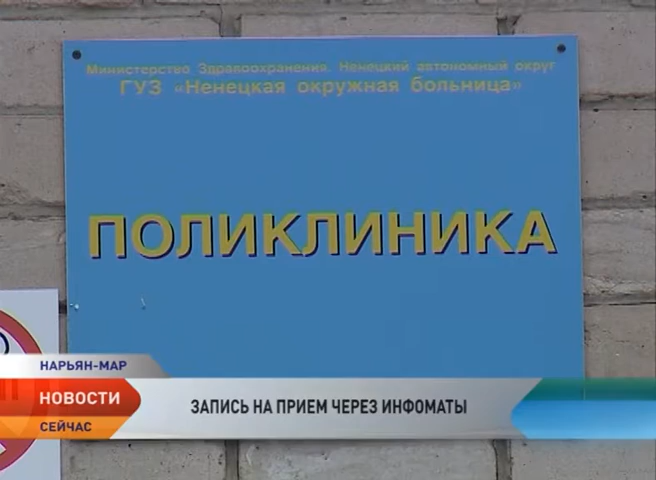 Министерство Здравоохранения. Ненецкий автономный округ
ГУЗ «Ненецкая окружная больница»
ПОЛИКЛИНИКА
НАРЬЯН-МАР
НОВОСТИ
СЕЙЧАС
ЗАПИСЬ НА ПРИЕМ ЧЕРЕЗ ИНФОМАТЫ